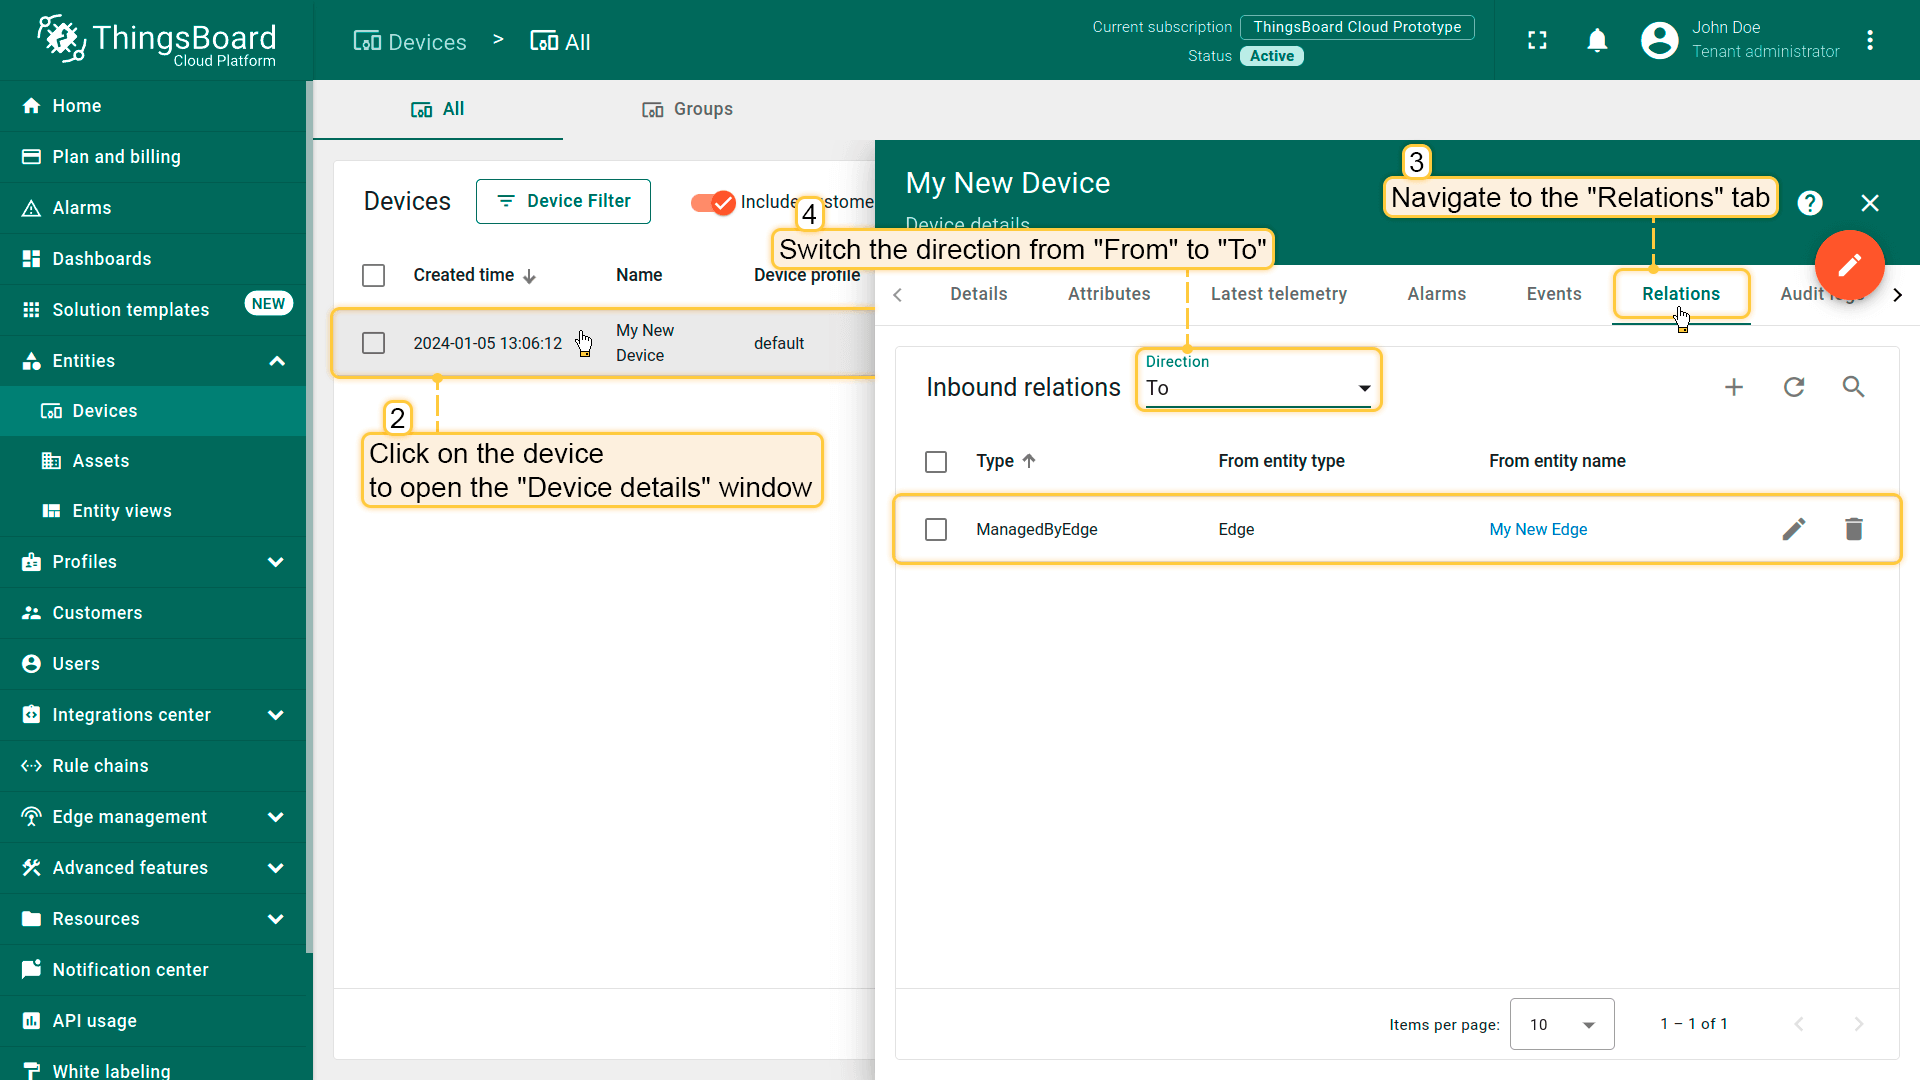 ThingsBoard
Cloud Platform
Devices > All
Current subscription ThingsBoard Cloud Prototype
Status Active
John Doe
Tenant administrator
Home
Plan and billing
Alarms
Dashboards
Solution templates NEW
Entities
Devices
Assets
Entity views
Profiles
Customers
Users
Integrations center
Rule chains
Edge management
Advanced features
Resources
Notification center
API usage
White labeling
All
Groups
Devices
Device Filter
Include
Created time
Name
Device profile
2024-01-05 13:06:12
My New
Device
default
2
Click on the device
to open the "Device details" window
My New Device
Device details
3
Navigate to the "Relations" tab
4
Switch the direction from "From" to "To"
Details
Attributes
Latest telemetry
Alarms
Events
Relations
Audit
Inbound relations
Direction
To
Type
From entity type
From entity name
ManagedByEdge
Edge
My New Edge
Items per page: 10
1 – 1 of 1